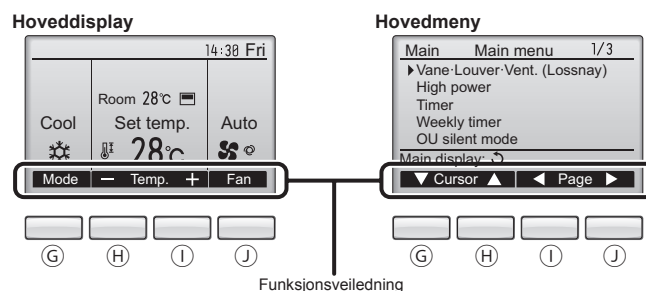 Hoveddisplay
14:30 Fri
Room 28°C
Cool Set temp. Auto
28°C
Mode − Temp. + Fan
G H I J
Hovedmeny
Main Main menu 1/3
Vane·Louver·Vent. (Lossnay)
High power
Timer
Weekly timer
OU silent mode
Main display:
Cursor Page
G H I J
Funksjonsveiledning